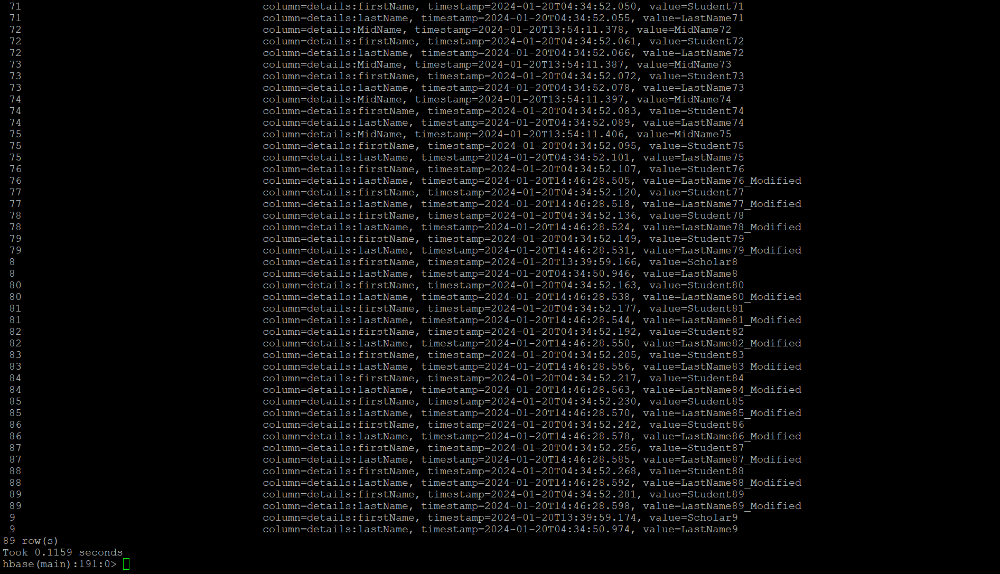 71 column=details:firstName, timestamp=2024-01-20T04:34:52.050, value=Student71
71 column=details:lastName, timestamp=2024-01-20T04:34:52.055, value=LastName71
72 column=details:MidName, timestamp=2024-01-20T13:54:11.378, value=MidName72
72 column=details:firstName, timestamp=2024-01-20T04:34:52.061, value=Student72
72 column=details:lastName, timestamp=2024-01-20T04:34:52.066, value=LastName72
73 column=details:MidName, timestamp=2024-01-20T13:54:11.387, value=MidName73
73 column=details:firstName, timestamp=2024-01-20T04:34:52.072, value=Student73
73 column=details:lastName, timestamp=2024-01-20T04:34:52.078, value=LastName73
74 column=details:MidName, timestamp=2024-01-20T13:54:11.397, value=MidName74
74 column=details:firstName, timestamp=2024-01-20T04:34:52.083, value=Student74
74 column=details:lastName, timestamp=2024-01-20T04:34:52.089, value=LastName74
75 column=details:MidName, timestamp=2024-01-20T13:54:11.406, value=MidName75
75 column=details:firstName, timestamp=2024-01-20T04:34:52.095, value=Student75
75 column=details:lastName, timestamp=2024-01-20T04:34:52.101, value=LastName75
76 column=details:firstName, timestamp=2024-01-20T04:34:52.107, value=Student76
76 column=details:lastName, timestamp=2024-01-20T14:46:28.505, value=LastName76_Modified
77 column=details:firstName, timestamp=2024-01-20T04:34:52.120, value=Student77
77 column=details:lastName, timestamp=2024-01-20T14:46:28.518, value=LastName77_Modified
78 column=details:firstName, timestamp=2024-01-20T04:34:52.136, value=Student78
78 column=details:lastName, timestamp=2024-01-20T14:46:28.524, value=LastName78_Modified
79 column=details:firstName, timestamp=2024-01-20T04:34:52.149, value=Student79
79 column=details:lastName, timestamp=2024-01-20T14:46:28.531, value=LastName79_Modified
8 column=details:firstName, timestamp=2024-01-20T13:39:59.166, value=Scholar8
8 column=details:lastName, timestamp=2024-01-20T04:34:50.946, value=LastName8
80 column=details:firstName, timestamp=2024-01-20T04:34:52.163, value=Student80
80 column=details:lastName, timestamp=2024-01-20T14:46:28.538, value=LastName80_Modified
81 column=details:firstName, timestamp=2024-01-20T04:34:52.177, value=Student81
81 column=details:lastName, timestamp=2024-01-20T14:46:28.544, value=LastName81_Modified
82 column=details:firstName, timestamp=2024-01-20T04:34:52.192, value=Student82
82 column=details:lastName, timestamp=2024-01-20T14:46:28.550, value=LastName82_Modified
83 column=details:firstName, timestamp=2024-01-20T04:34:52.205, value=Student83
83 column=details:lastName, timestamp=2024-01-20T14:46:28.556, value=LastName83_Modified
84 column=details:firstName, timestamp=2024-01-20T04:34:52.217, value=Student84
84 column=details:lastName, timestamp=2024-01-20T14:46:28.563, value=LastName84_Modified
85 column=details:firstName, timestamp=2024-01-20T04:34:52.230, value=Student85
85 column=details:lastName, timestamp=2024-01-20T14:46:28.570, value=LastName85_Modified
86 column=details:firstName, timestamp=2024-01-20T04:34:52.242, value=Student86
86 column=details:lastName, timestamp=2024-01-20T14:46:28.578, value=LastName86_Modified
87 column=details:firstName, timestamp=2024-01-20T04:34:52.256, value=Student87
87 column=details:lastName, timestamp=2024-01-20T14:46:28.585, value=LastName87_Modified
88 column=details:firstName, timestamp=2024-01-20T04:34:52.268, value=Student88
88 column=details:lastName, timestamp=2024-01-20T14:46:28.592, value=LastName88_Modified
89 column=details:firstName, timestamp=2024-01-20T04:34:52.281, value=Student89
89 column=details:lastName, timestamp=2024-01-20T14:46:28.598, value=LastName89_Modified
9 column=details:firstName, timestamp=2024-01-20T13:39:59.174, value=Scholar9
9 column=details:lastName, timestamp=2024-01-20T04:34:50.974, value=LastName9
89 row(s)
Took 0.1159 seconds
hbase(main):191:0>